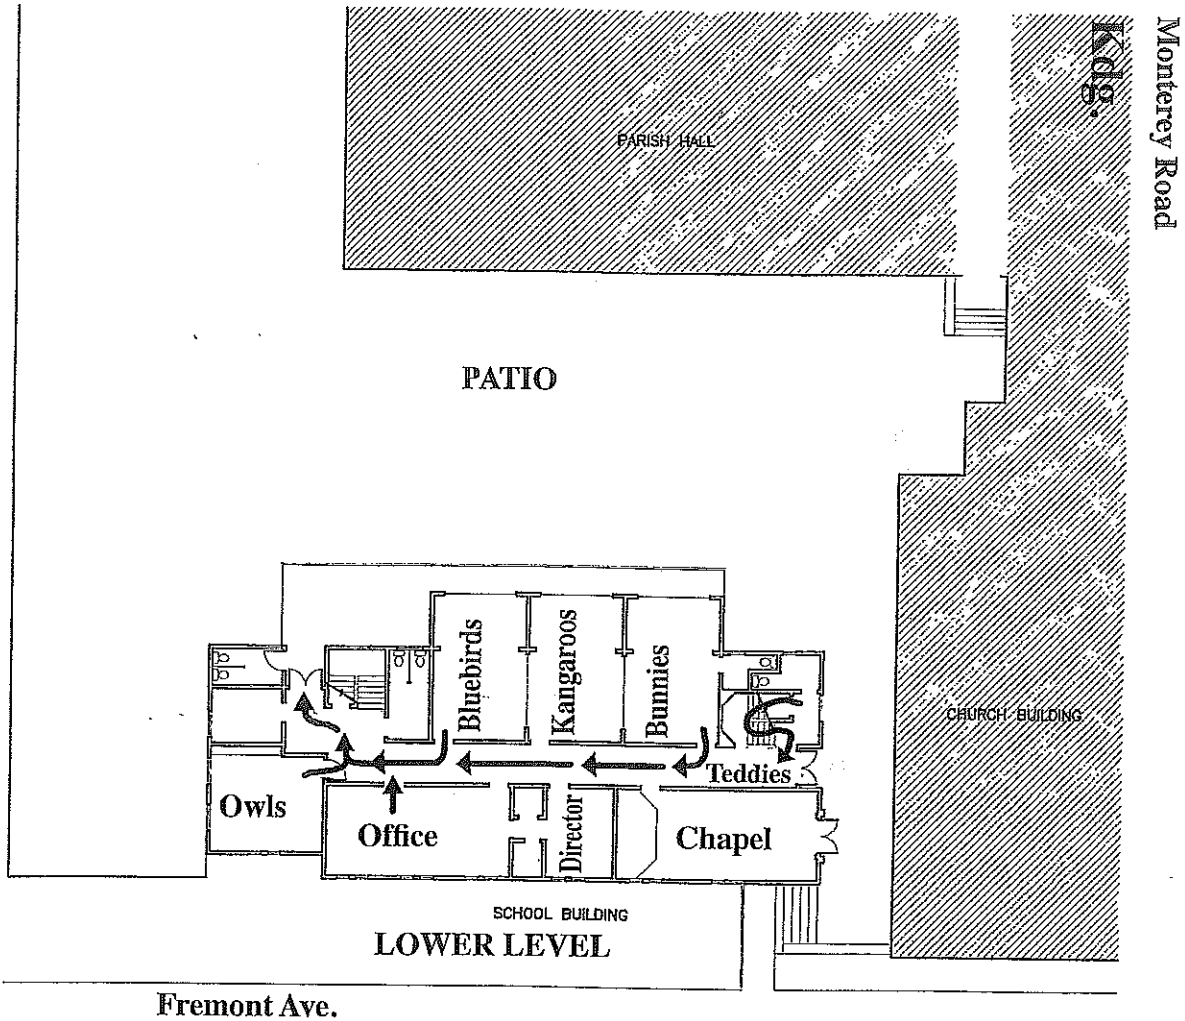 Monterey Road
Kdg.
PARISH HALL
PATIO
Bluebirds
Kangaroos
Bunnies
CHURCH BUILDING
Teddies
Owls
Office
Director
Chapel
SCHOOL BUILDING
LOWER LEVEL
Fremont Ave.